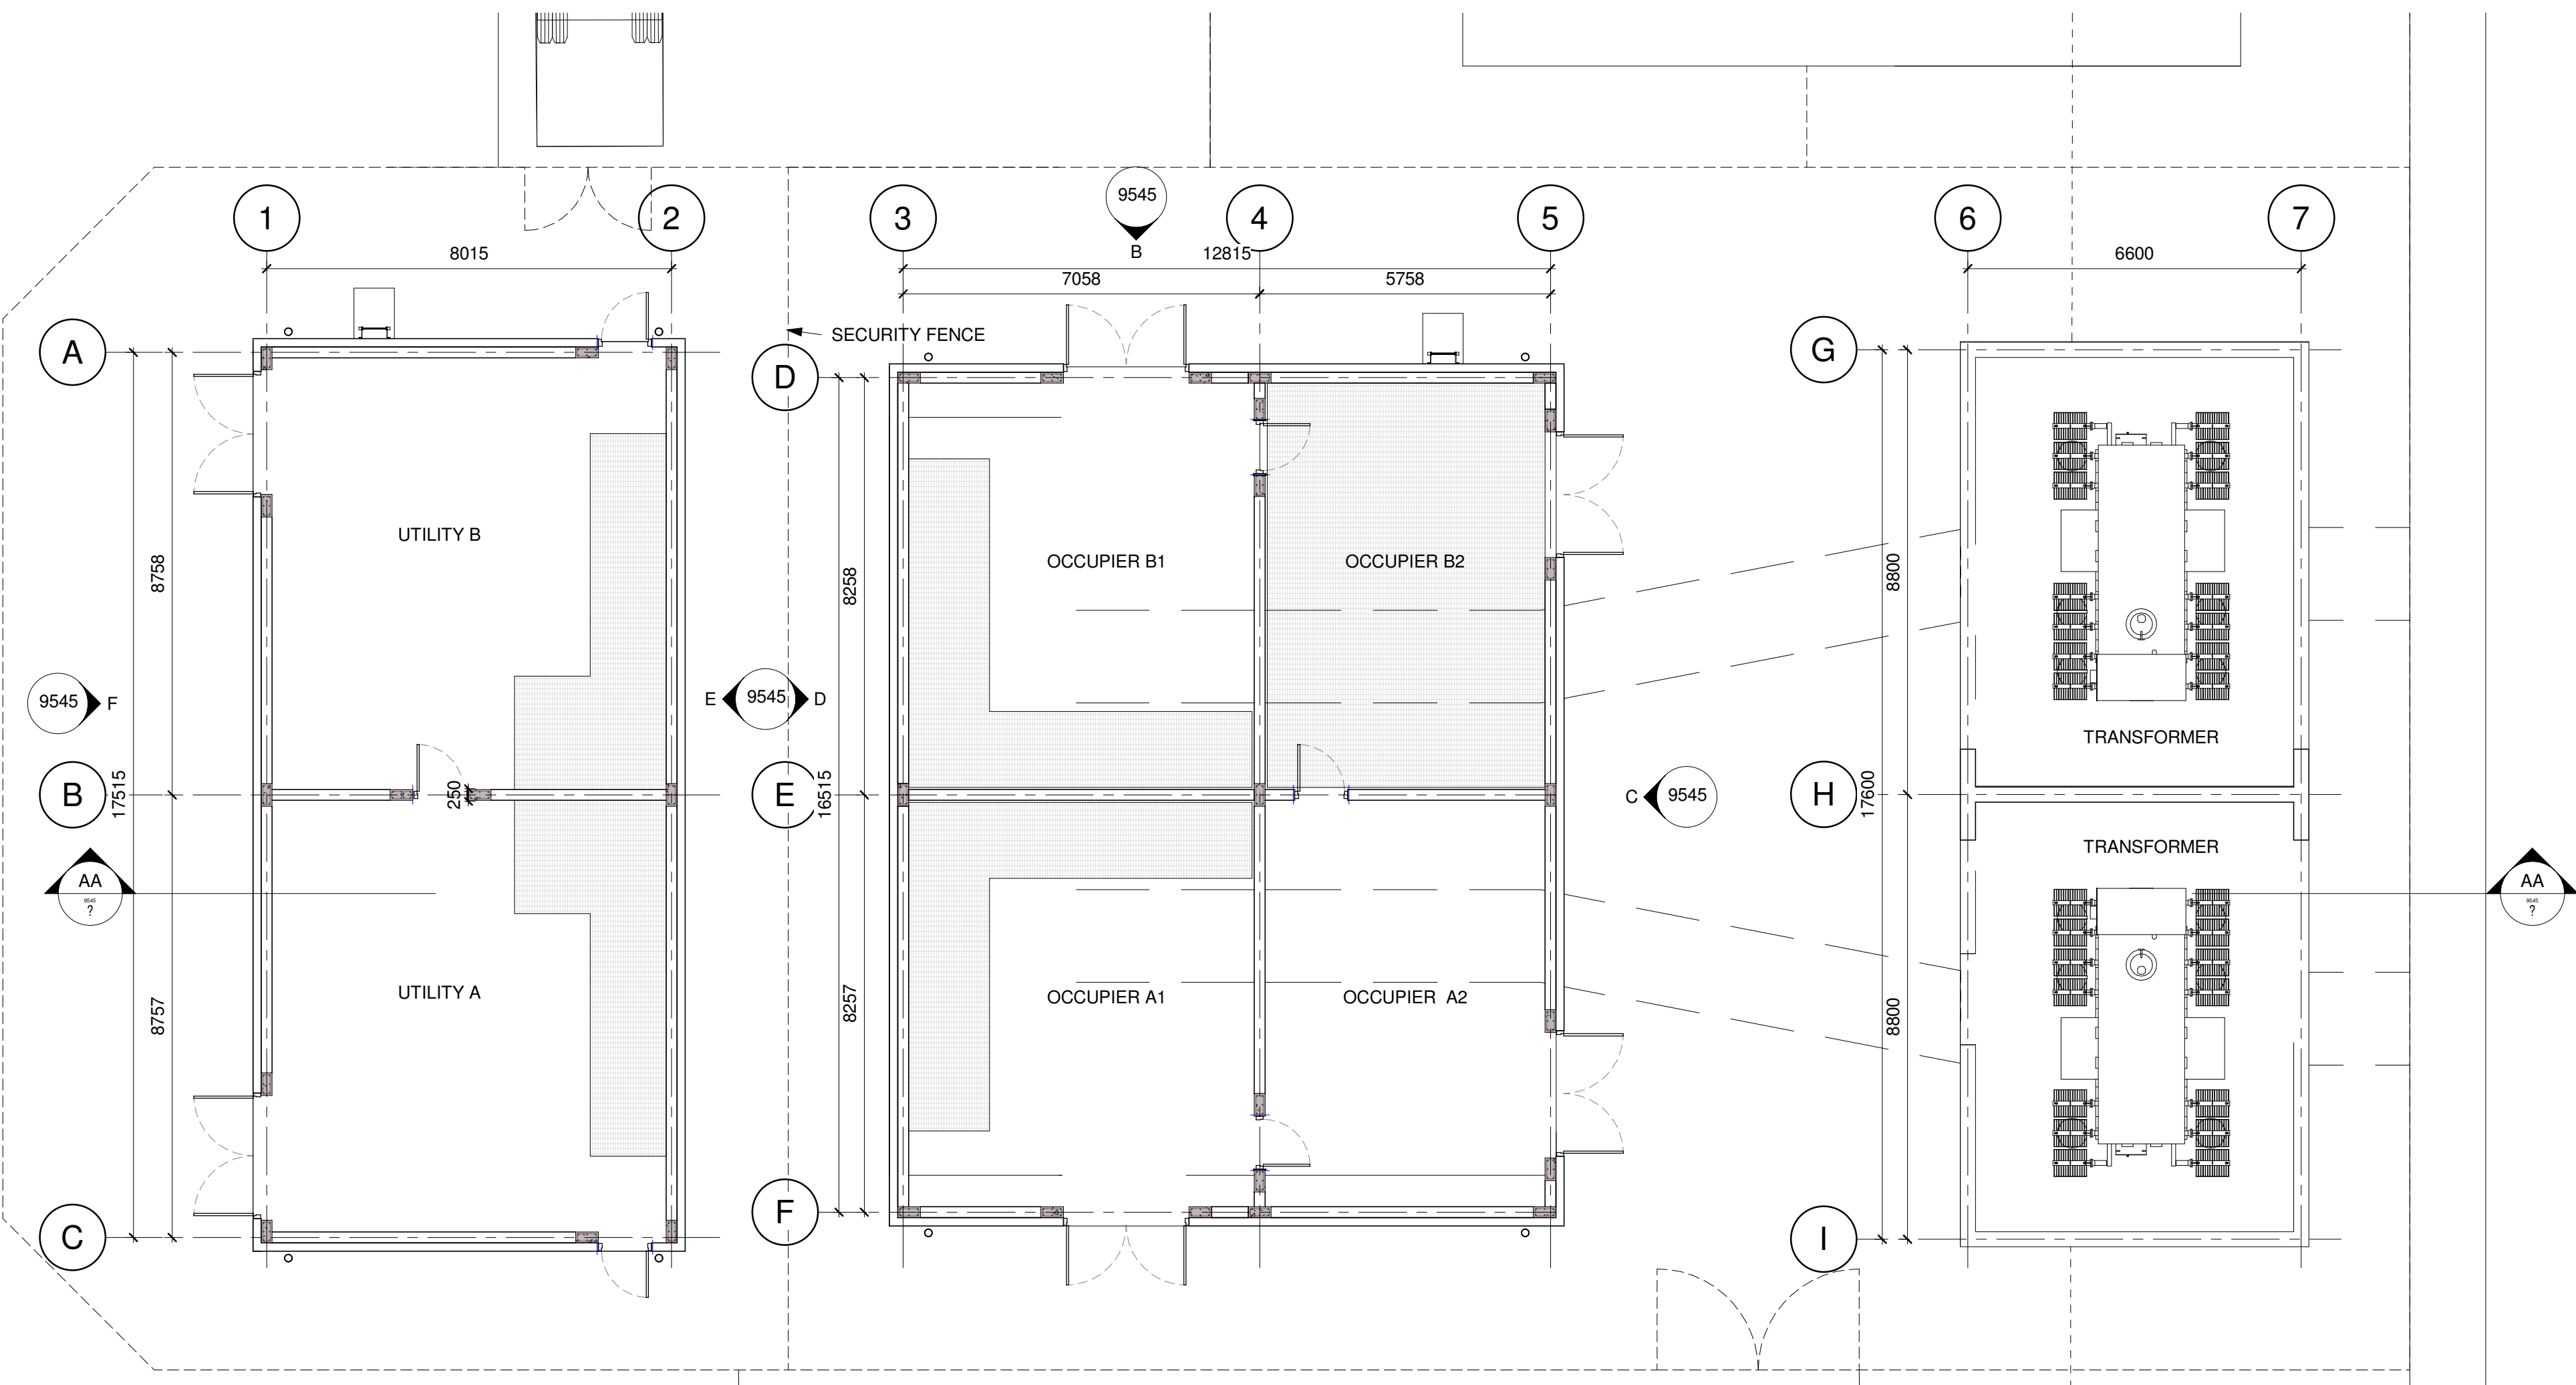 9545
1
2
3
4
5
6
7
B
8015
12815
6600
7058
5758
SECURITY FENCE
A
D
G
UTILITY B
OCCUPIER B1
OCCUPIER B2
8758
8258
8800
9545
F
E
9545
D
TRANSFORMER
B
17515
250
E
16515
C
9545
H
17600
TRANSFORMER
AA
9545
?
AA
9545
?
UTILITY A
OCCUPIER A1
OCCUPIER A2
8757
8257
8800
C
F
I